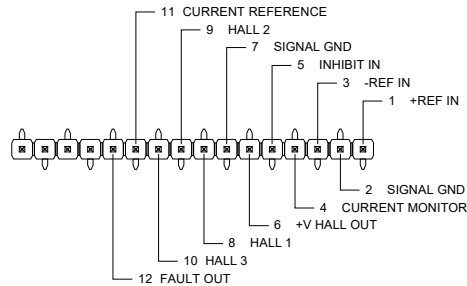 11 CURRENT REFERENCE
9 HALL 2
7 SIGNAL GND
5 INHIBIT IN
3 -REF IN
1 +REF IN
2 SIGNAL GND
4 CURRENT MONITOR
6 +V HALL OUT
8 HALL 1
10 HALL 3
12 FAULT OUT